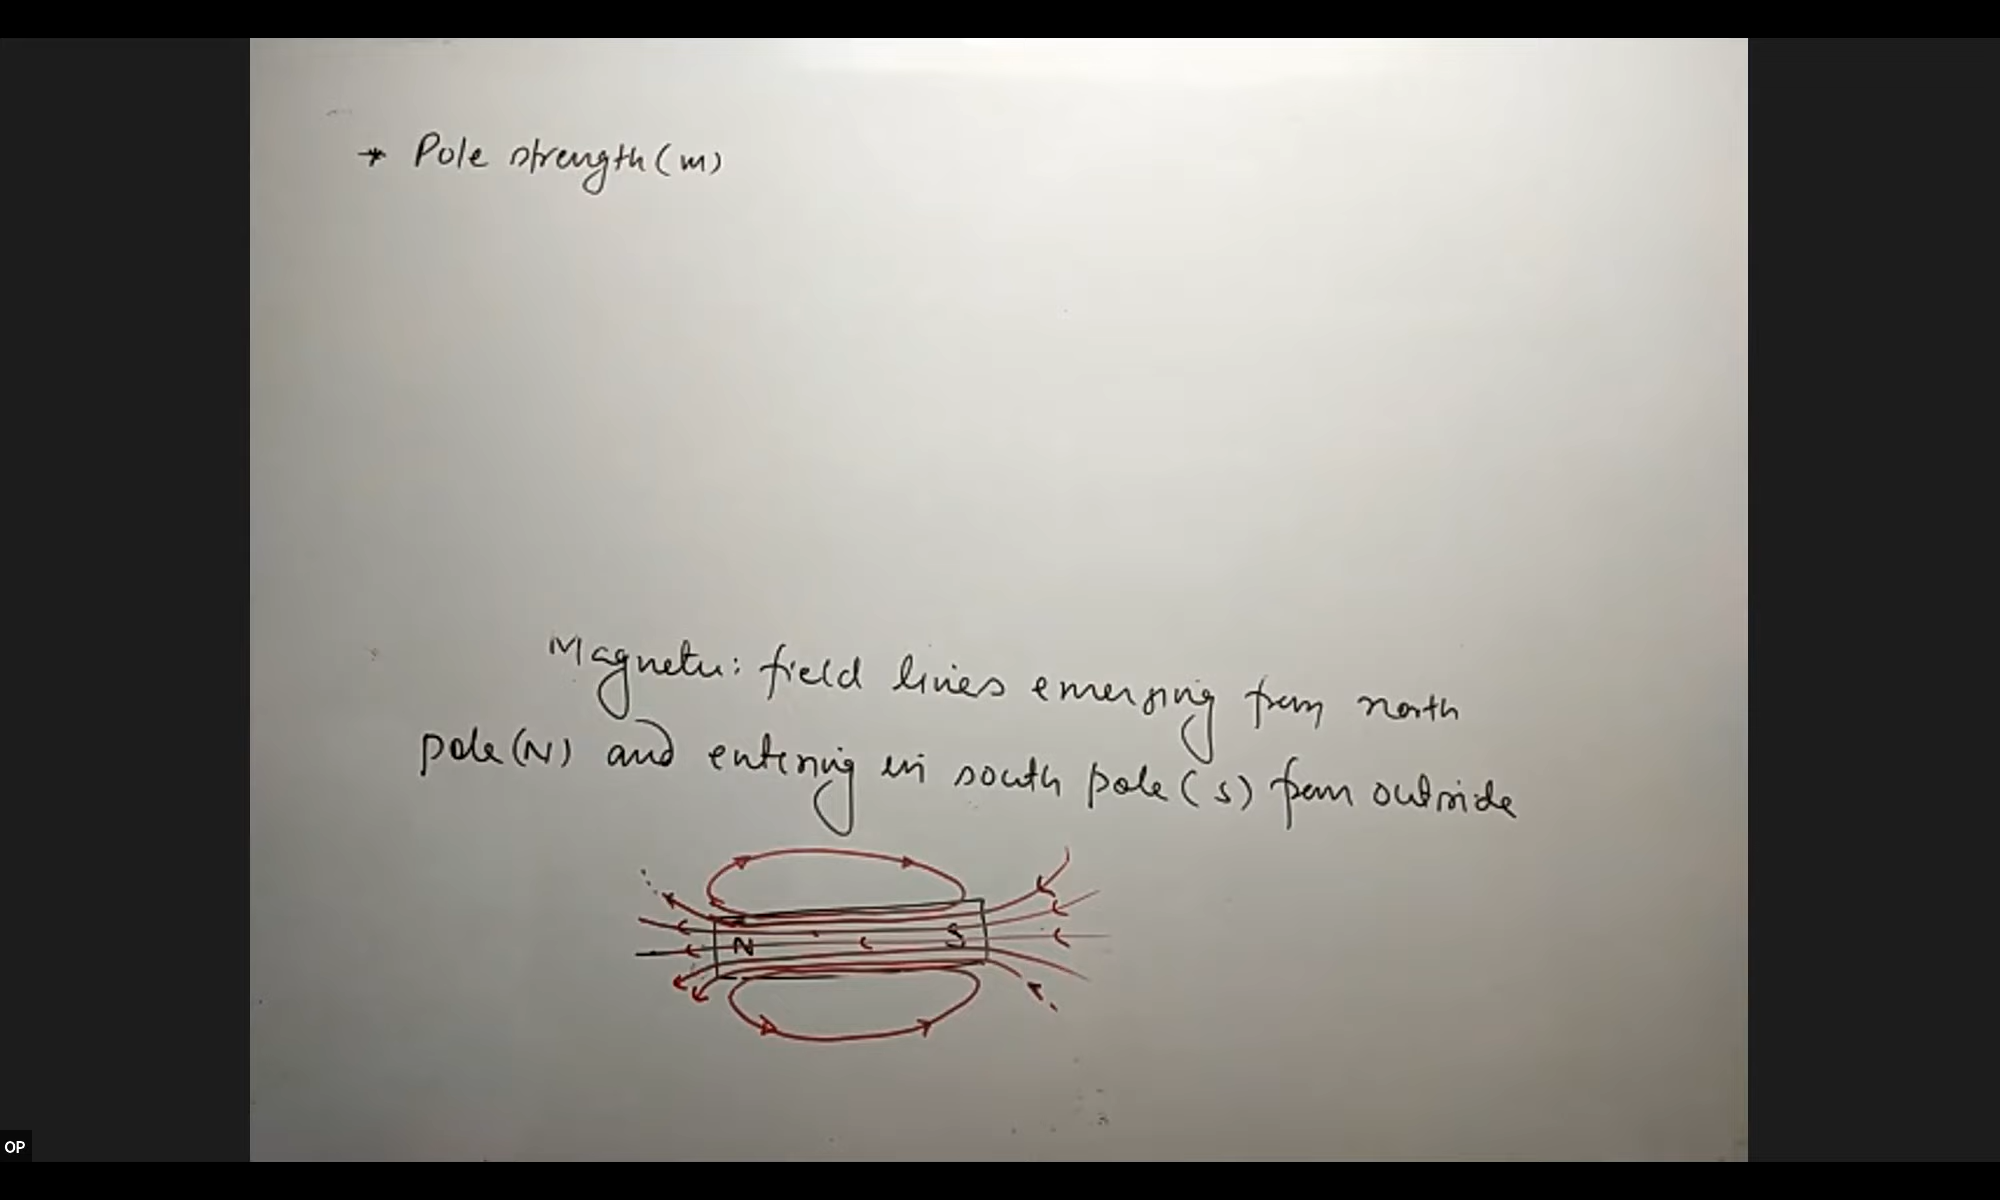 * Pole strength (m)
Magnetic field lines emerging from north
pole (N) and entering in south pole (S) from outside
N S
OP